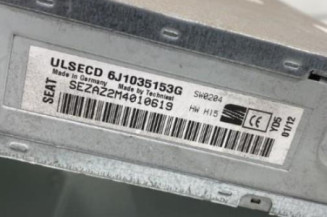 ULSECD 6J1035153G
Made in Germany Made by Technisat
SEAT
SEZAZ2M4010619
SW0204
HW H15
CE
YD5
01/12